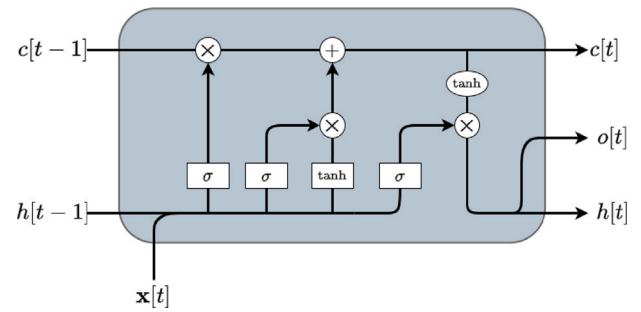 c[t−1] × + c[t]
tanh
× × o[t]
σ σ tanh σ
h[t−1] h[t]
x[t]